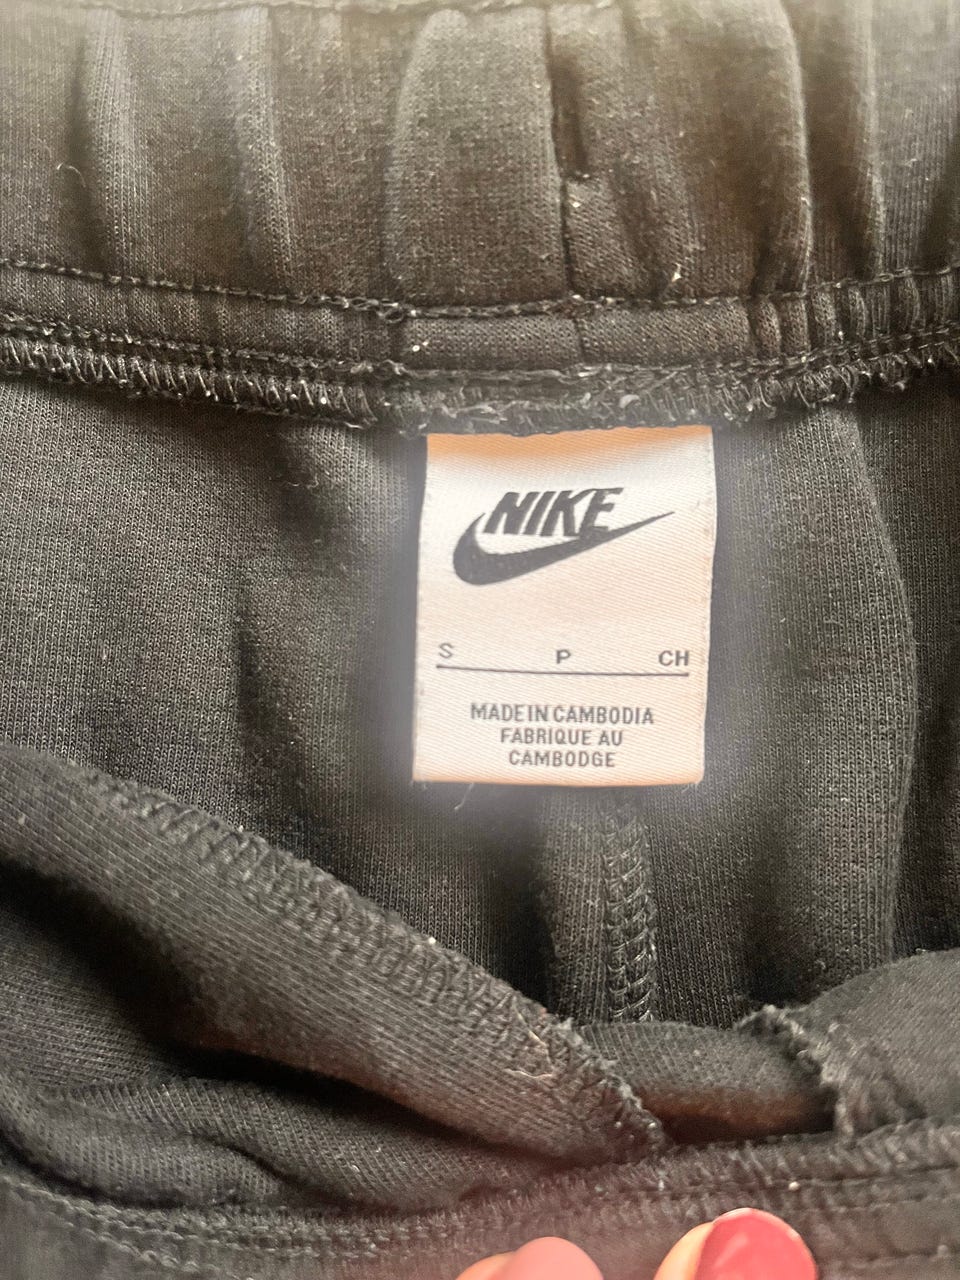 NIKE
S P CH
MADE IN CAMBODIA
FABRIQUE AU
CAMBODGE